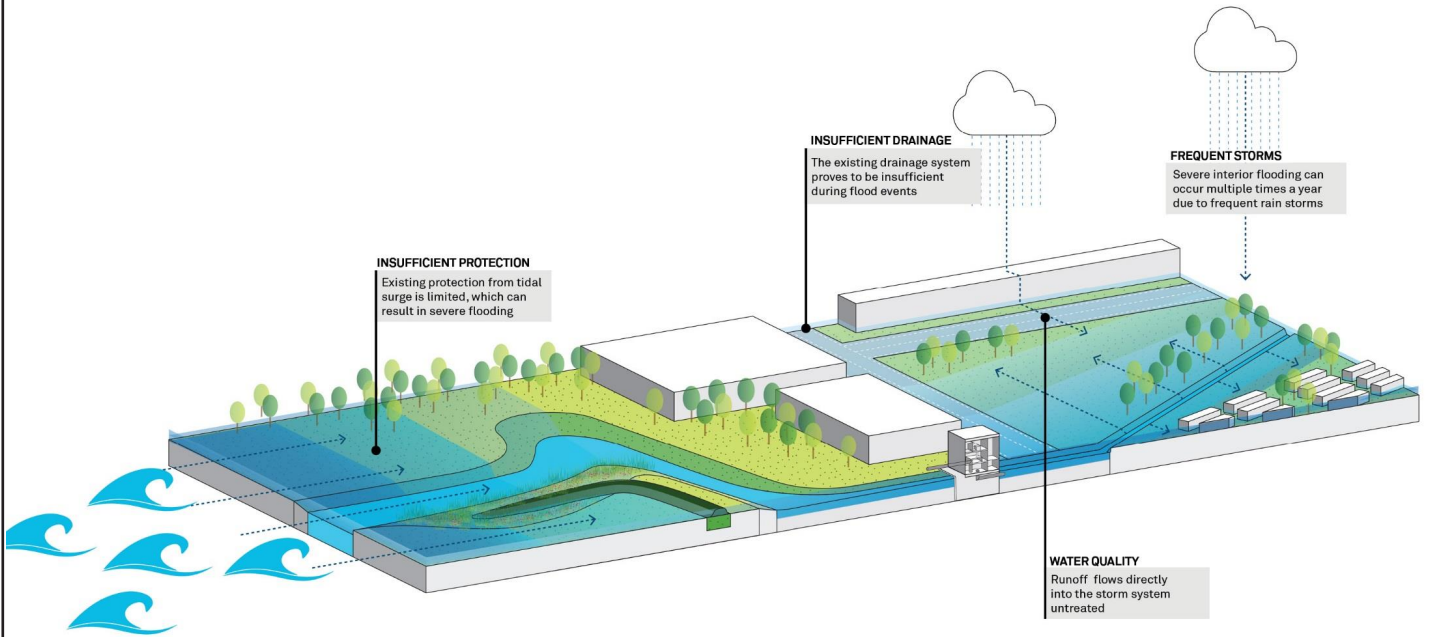 INSUFFICIENT DRAINAGE
The existing drainage system
proves to be insufficient
during flood events
FREQUENT STORMS
Severe interior flooding can
occur multiple times a year
due to frequent rain storms
INSUFFICIENT PROTECTION
Existing protection from tidal
surge is limited, which can
result in severe flooding
WATER QUALITY
Runoff flows directly
into the storm system
untreated